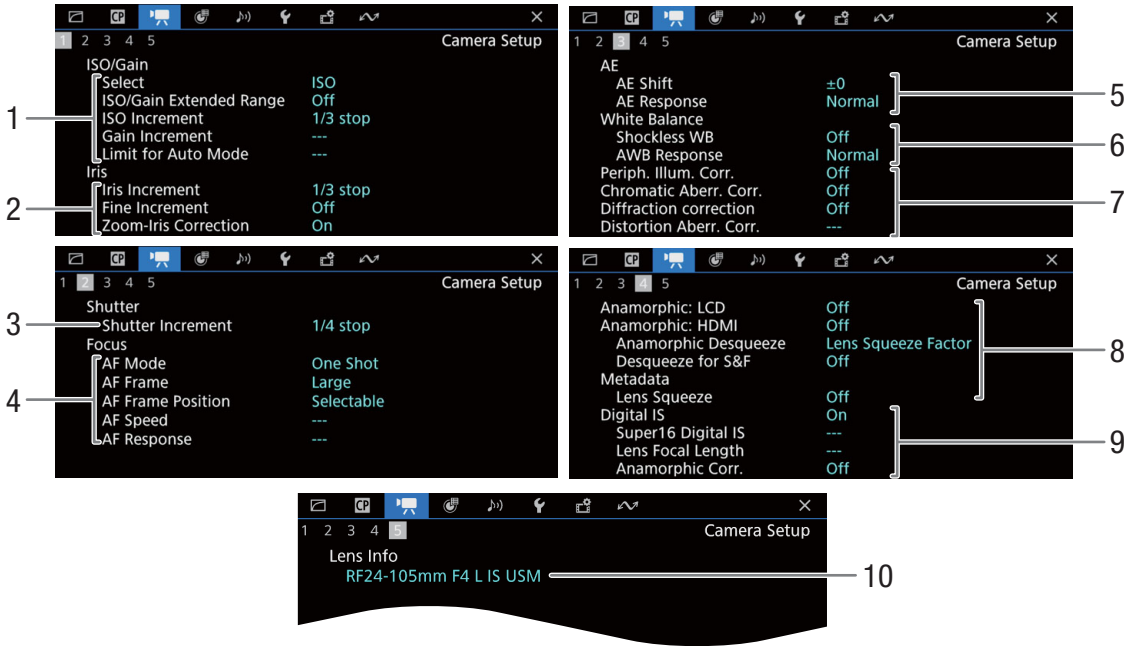 CP
1 2 3 4 5 Camera Setup
ISO/Gain
Select ISO
ISO/Gain Extended Range Off
1 ISO Increment 1/3 stop
Gain Increment ---
Limit for Auto Mode ---
Iris
Iris Increment 1/3 stop
2 Fine Increment Off
Zoom-Iris Correction On
CP
1 2 3 4 5 Camera Setup
AE
AE Shift ±0
AE Response Normal 5
White Balance
Shockless WB Off
AWB Response Normal 6
Periph. Illum. Corr. Off
Chromatic Aberr. Corr. Off
Diffraction correction Off 7
Distortion Aberr. Corr. ---
CP
1 2 3 4 5 Camera Setup
Shutter
3 Shutter Increment 1/4 stop
Focus
AF Mode One Shot
AF Frame Large
4 AF Frame Position Selectable
AF Speed ---
AF Response ---
CP
1 2 3 4 5 Camera Setup
Anamorphic: LCD Off
Anamorphic: HDMI Off
Anamorphic Desqueeze Lens Squeeze Factor 8
Desqueeze for S&F Off
Metadata
Lens Squeeze Off
Digital IS On
Super16 Digital IS ---
Lens Focal Length --- 9
Anamorphic Corr. Off
CP
1 2 3 4 5 Camera Setup
Lens Info
RF24-105mm F4 L IS USM 10